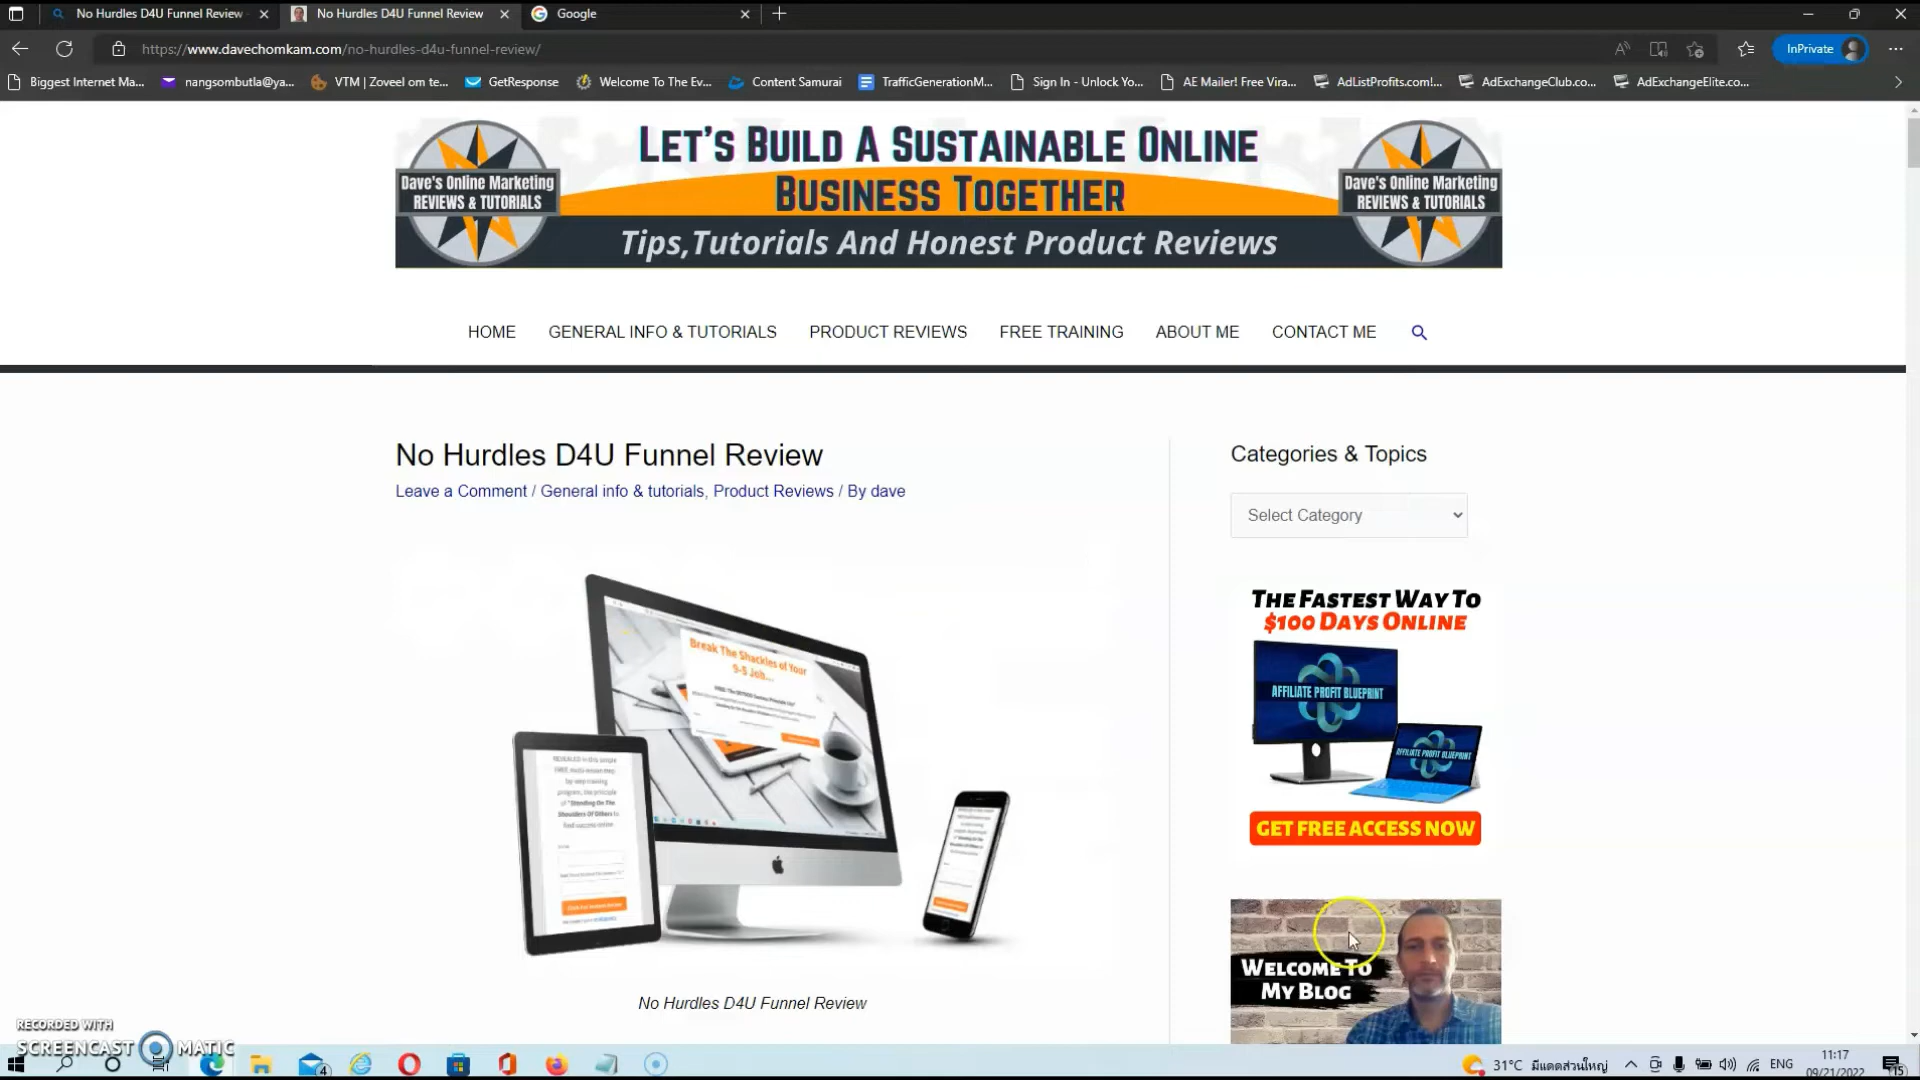 No Hurdles D4U Funnel Review
No Hurdles D4U Funnel Review
Google
https://www.davechomkam.com/no-hurdles-d4u-funnel-review/
InPrivate
Biggest Internet Ma...
nangsombutla@ya...
VTM | Zoveel om te...
GetResponse
Welcome To The Ev...
Content Samurai
TrafficGenerationM...
Sign In - Unlock Yo...
AE Mailer! Free Vira...
AdListProfits.com!...
AdExchangeClub.co...
AdExchangeElite.co...
LET'S BUILD A SUSTAINABLE ONLINE
BUSINESS TOGETHER
Tips,Tutorials And Honest Product Reviews
Dave's Online Marketing
REVIEWS & TUTORIALS
Dave's Online Marketing
REVIEWS & TUTORIALS
HOME
GENERAL INFO & TUTORIALS
PRODUCT REVIEWS
FREE TRAINING
ABOUT ME
CONTACT ME
No Hurdles D4U Funnel Review
Leave a Comment / General info & tutorials, Product Reviews / By dave
Break The Shackles of Your
9-5 Job...
No Hurdles D4U Funnel Review
Categories & Topics
Select Category
THE FASTEST WAY TO
$100 DAYS ONLINE
AFFILIATE PROFIT BLUEPRINT
AFFILIATE PROFIT BLUEPRINT
GET FREE ACCESS NOW
WELCOME TO
MY BLOG
RECORDED WITH
SCREENCAST MATIC
4
31°C มีแดดส่วนใหญ่
ENG
11:17
09/21/2022
15